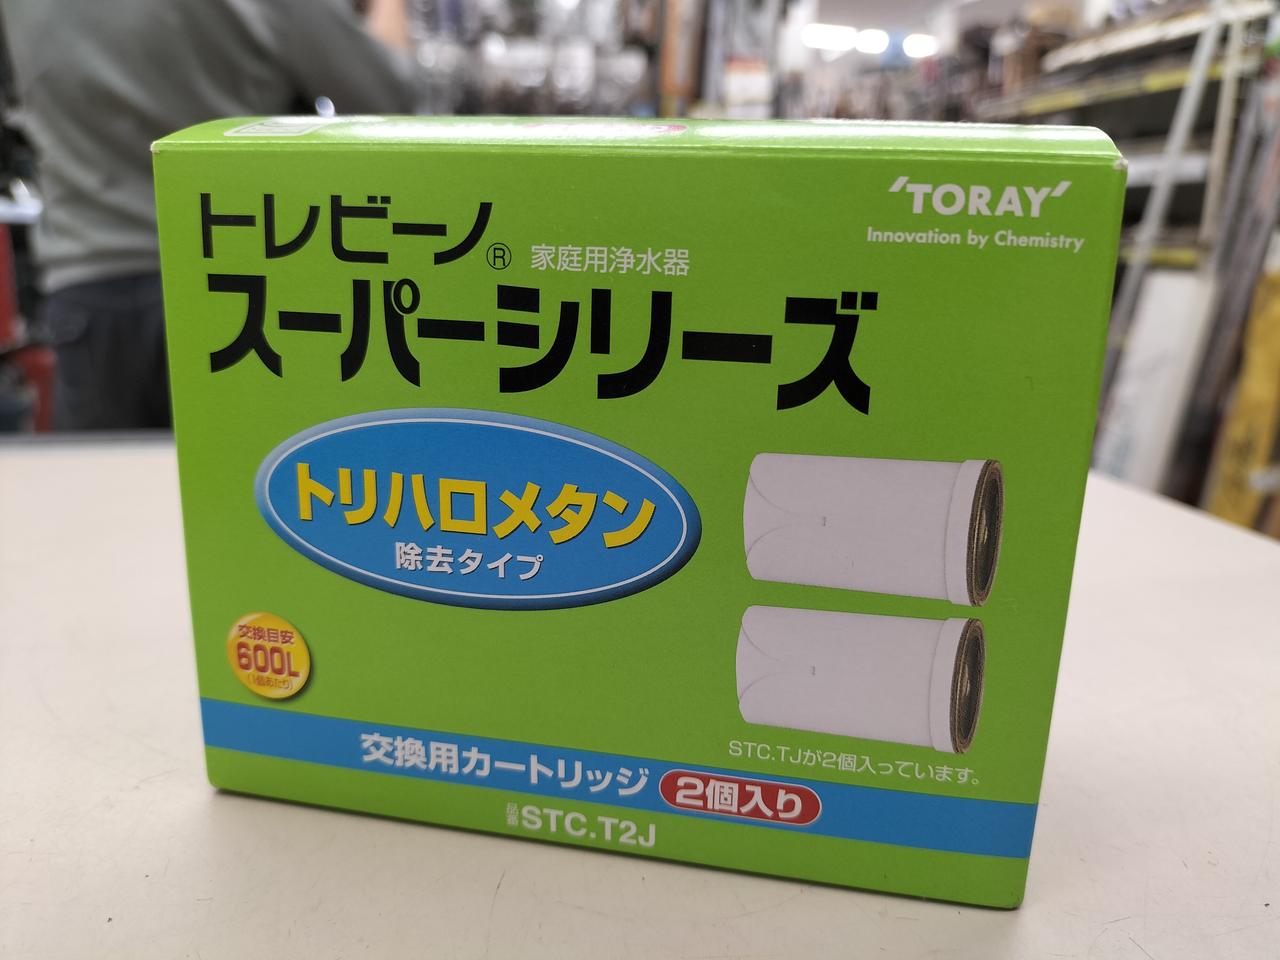 トレビーノ® 家庭用浄水器
スーパーシリーズ
'TORAY'
Innovation by Chemistry
トリハロメタン
除去タイプ
交換目安
600L
(1個あたり)
STC.TJが2個入っています。
交換用カートリッジ 2個入り
品番 STC.T2J